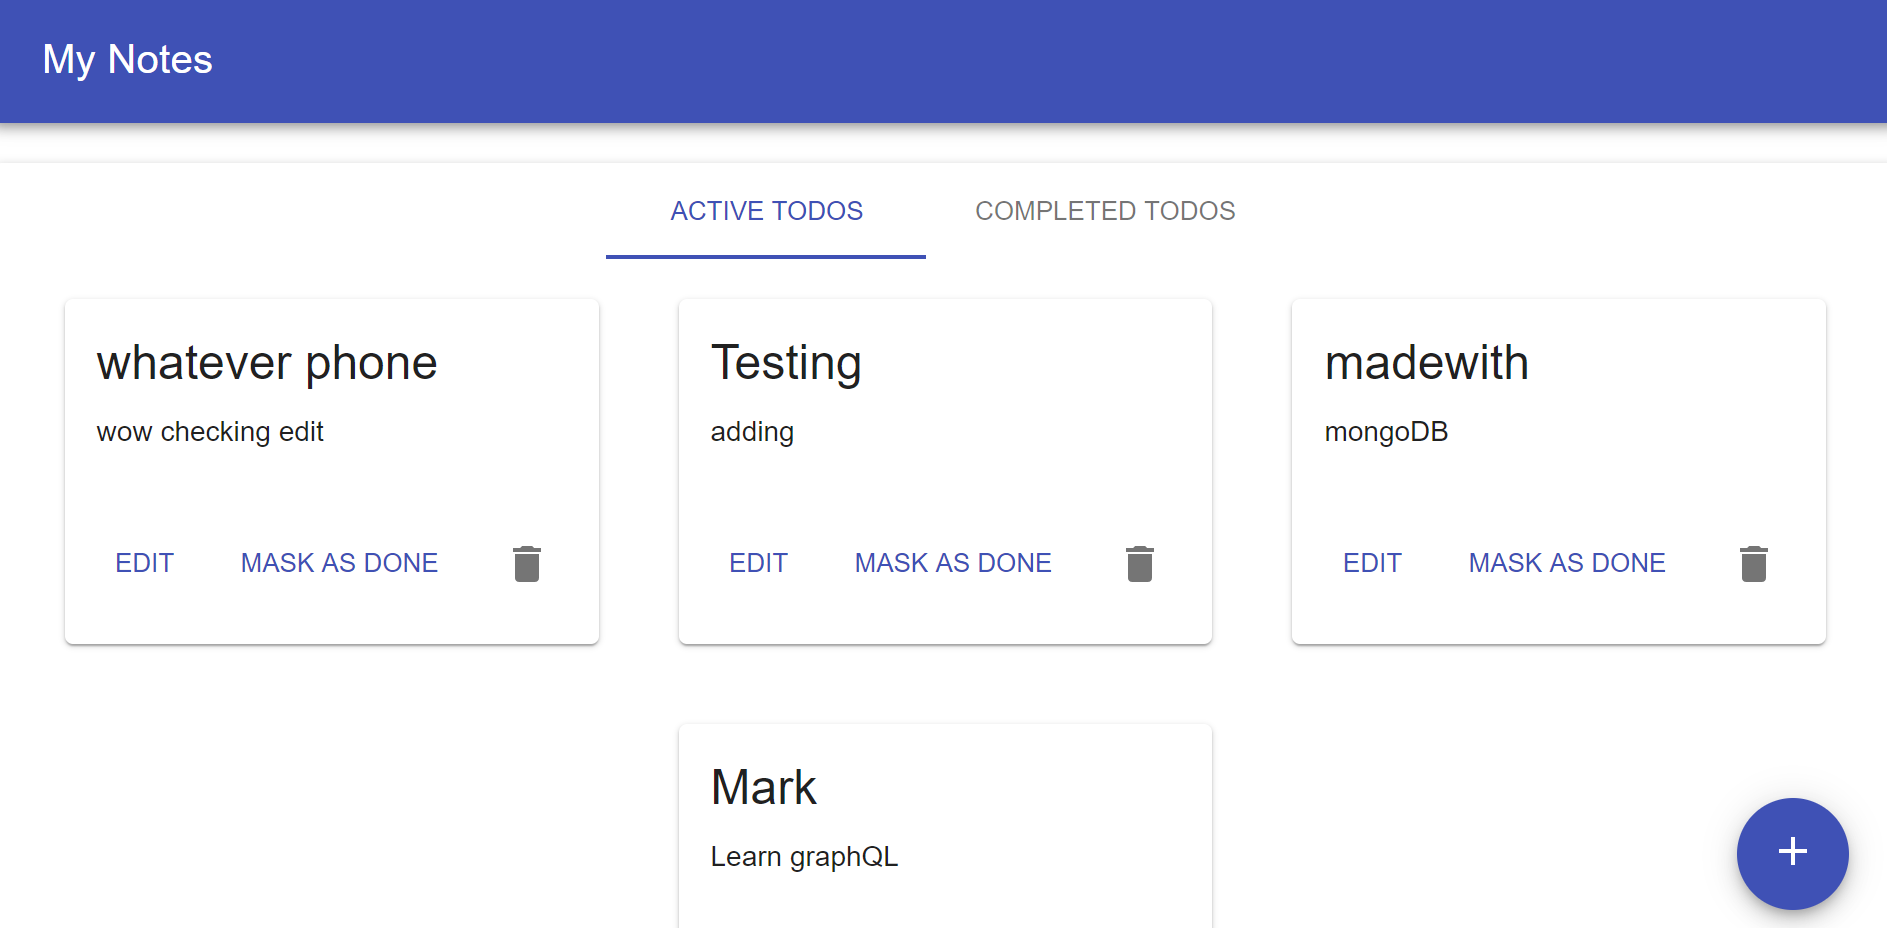 My Notes
ACTIVE TODOS COMPLETED TODOS
whatever phone
wow checking edit
EDIT MASK AS DONE
Testing
adding
EDIT MASK AS DONE
madewith
mongoDB
EDIT MASK AS DONE
Mark
Learn graphQL
+